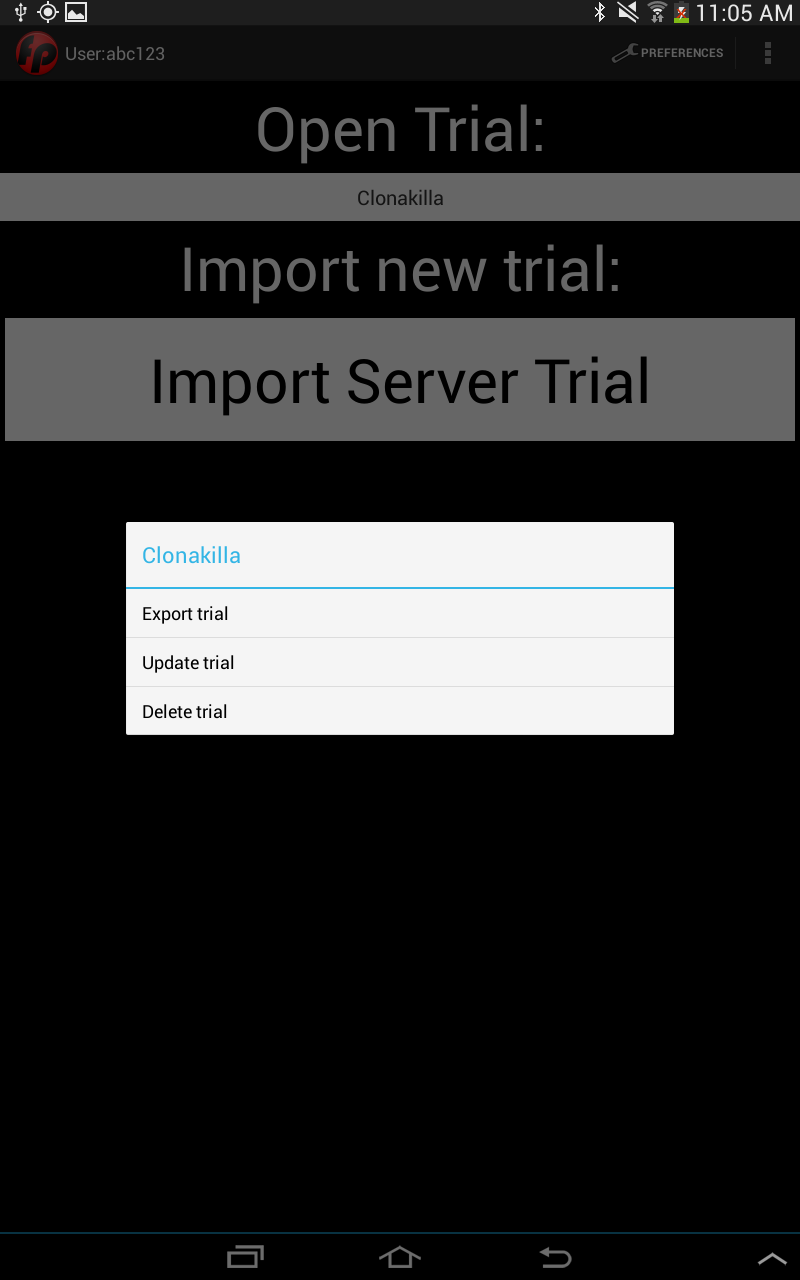 11:05 AM
fp
User:abc123
PREFERENCES
Open Trial:
Clonakilla
Import new trial:
Import Server Trial
Clonakilla
Export trial
Update trial
Delete trial